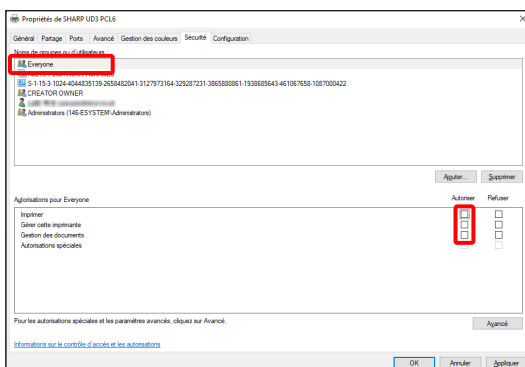 Propriétés de SHARP UD3 PCL6
Général Partage Ports Avancé Gestion des couleurs Sécurité Configuration
Noms de groupes ou d'utilisateurs :
Everyone
S-1-15-3-1024-4044835139-2658482041-3127973164-329287231-3865880861-1938685643-461067658-1087000422
CREATOR OWNER
Administrators (146-ESYSTEM\Administrators)
Ajouter... Supprimer
Autorisations pour Everyone Autoriser Refuser
Imprimer
Gérer cette imprimante
Gestion des documents
Autorisations spéciales
Pour les autorisations spéciales et les paramètres avancés, cliquez sur Avancé.
Avancé
Informations sur le contrôle d'accès et les autorisations
OK Annuler Appliquer